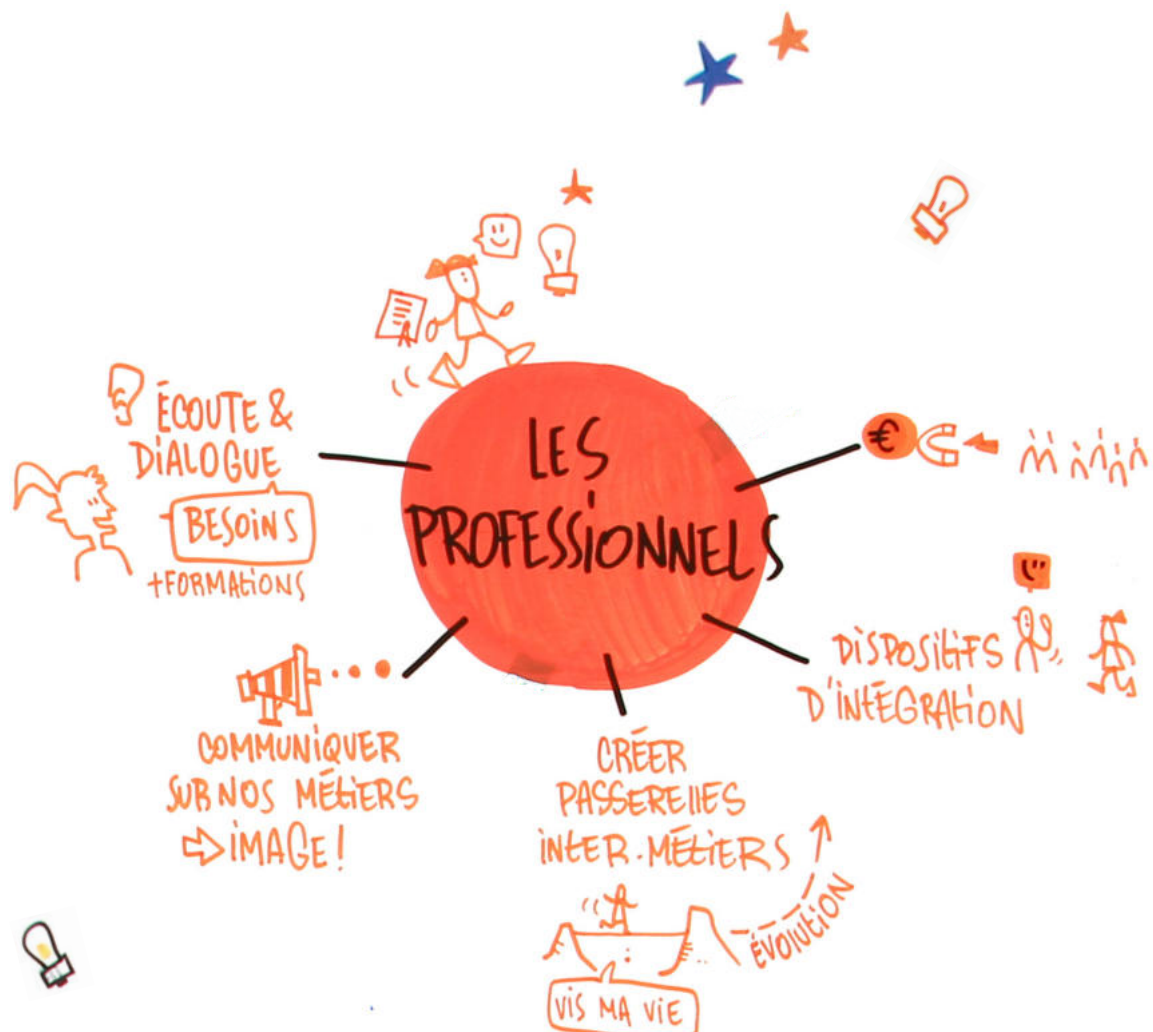 LES
PROFESSIONNELS
ÉCOUTE &
DIALOGUE
BESOINS
+FORMATIONS
COMMUNIQUER
SUR NOS MÉTIERS
⇨ IMAGE!
CRÉER
PASSERELLES
INTER-MÉTIERS
ÉVOLUTION
VIS MA VIE
DISPOSITIFS
D'INTÉGRATION
€